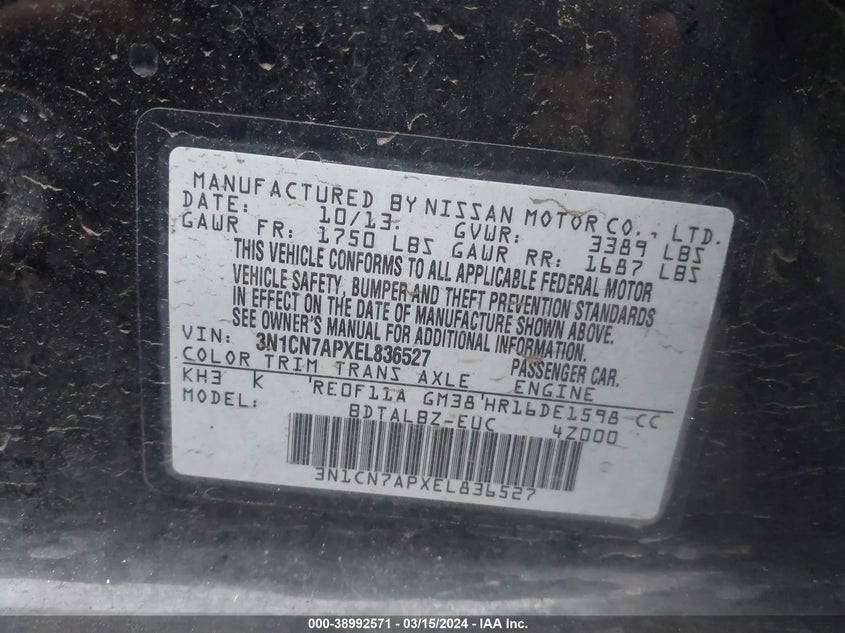 MANUFACTURED BY NISSAN MOTOR CO., LTD.
DATE: 10/13. GVWR: 3389 LBS
GAWR FR: 1750 LBS GAWR RR: 1687 LBS
THIS VEHICLE CONFORMS TO ALL APPLICABLE FEDERAL MOTOR
VEHICLE SAFETY, BUMPER AND THEFT PREVENTION STANDARDS
IN EFFECT ON THE DATE OF MANUFACTURE SHOWN ABOVE.
SEE OWNER'S MANUAL FOR ADDITIONAL INFORMATION.
VIN: 3N1CN7APXEL836527 PASSENGER CAR.
COLOR TRIM TRANS AXLE ENGINE
KH3 K 'RE0F11A GM38'HR16DE1598 CC
MODEL: BDTALBZ-EUC 4Z000
3N1CN7APXEL836527
000-38992571 - 03/15/2024 - IAA Inc.